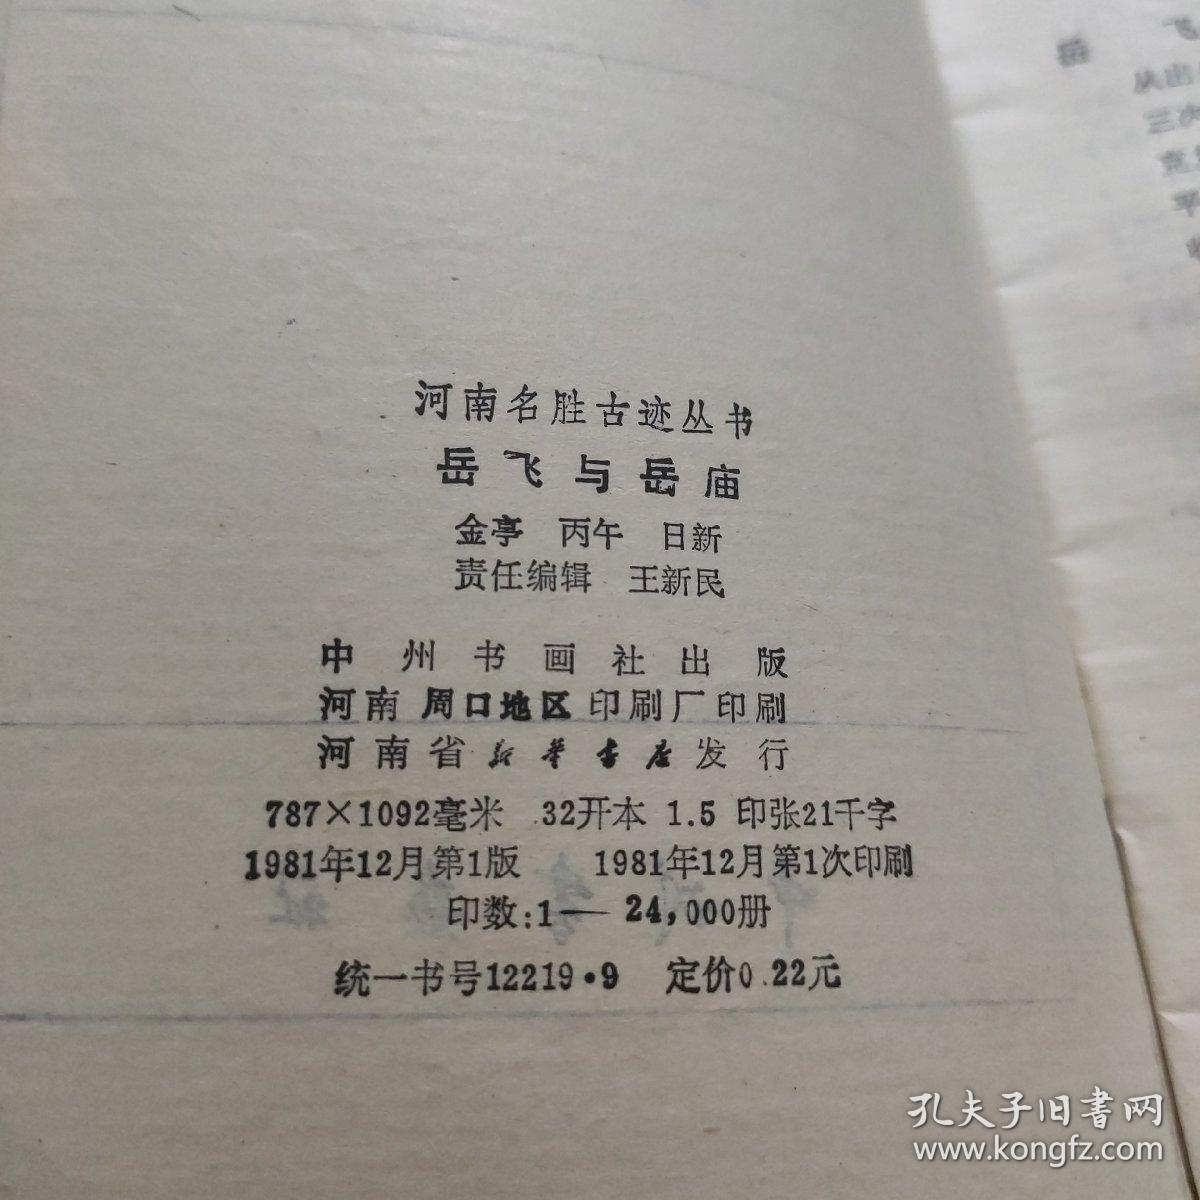 河南名胜古迹丛书
岳飞与岳庙
金亭 丙午 日新
责任编辑 王新民
中州书画社出版
河南周口地区印刷厂印刷
河南省新华书店发行
787×1092毫米 32开本 1.5 印张21千字
1981年12月第1版 1981年12月第1次印刷
印数:1—24,000册
统一书号12219·9 定价0.22元
孔夫子旧书网
www.kongfz.com